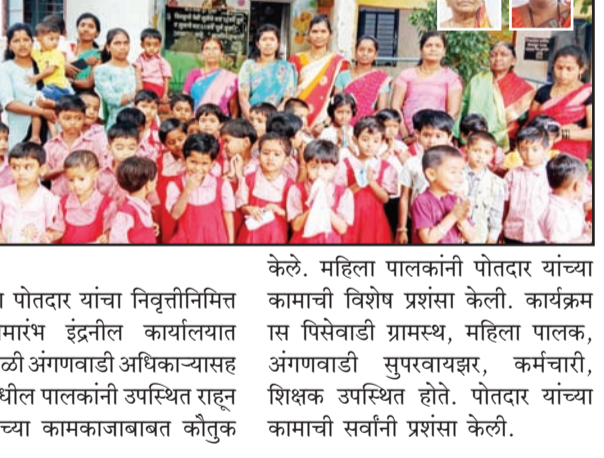 पोतदार यांचा निवृत्तीनिमित्त
मारंभ इंद्रनील कार्यालयात
ळी अंगणवाडी अधिकाऱ्यासह
धील पालकांनी उपस्थित राहून
च्या कामकाजाबाबत कौतुक
केले. महिला पालकांनी पोतदार यांच्या
कामाची विशेष प्रशंसा केली. कार्यक्रम
ास पिसेवाडी ग्रामस्थ, महिला पालक,
अंगणवाडी सुपरवायझर, कर्मचारी,
शिक्षक उपस्थित होते. पोतदार यांच्या
कामाची सर्वांनी प्रशंसा केली.